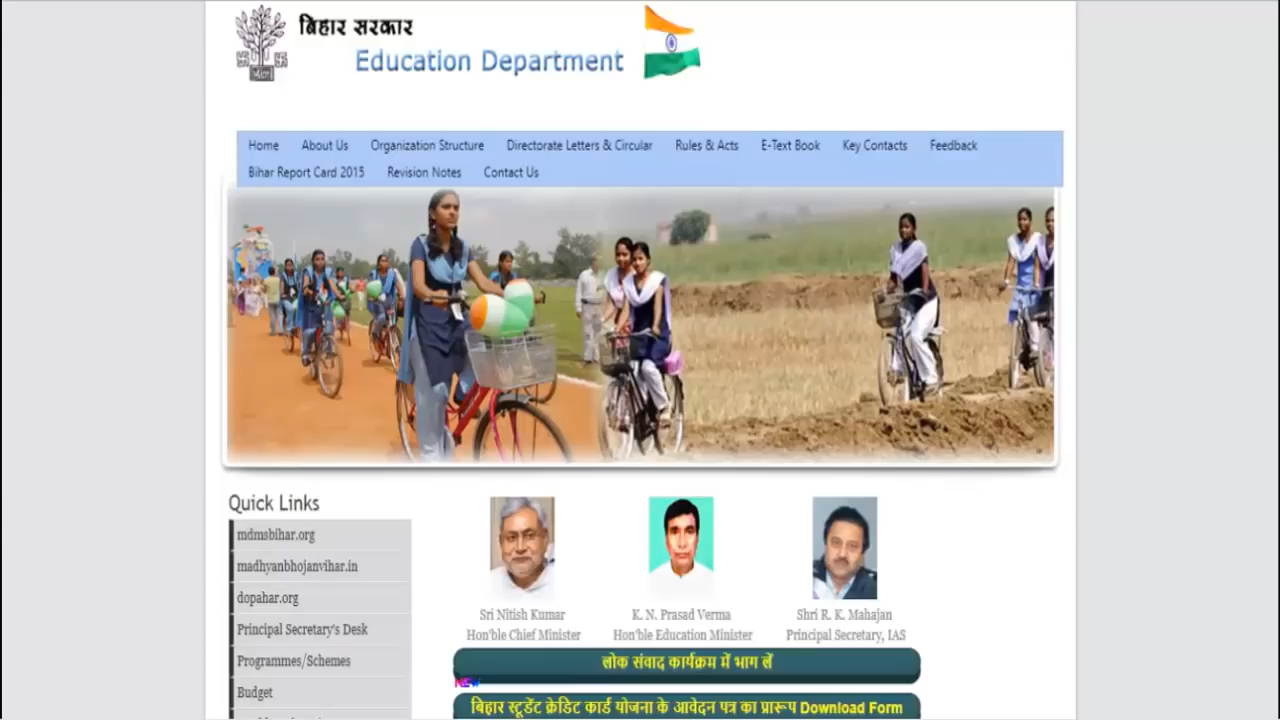 बिहार सरकार
Education Department
Home About Us Organization Structure Directorate Letters & Circular Rules & Acts E-Text Book Key Contacts Feedback
Bihar Report Card 2015 Revision Notes Contact Us
Quick Links
mdmsbihar.org
madhyanbhojanvihar.in
dopahar.org
Principal Secretary's Desk
Programmes/Schemes
Budget
Sri Nitish Kumar
Hon'ble Chief Minister
K. N. Prasad Verma
Hon'ble Education Minister
Shri R. K. Mahajan
Principal Secretary, IAS
लोक संवाद कार्यक्रम में भाग लें
NEW
बिहार स्टूडेंट क्रेडिट कार्ड योजना के आवेदन पत्र का प्रारूप Download Form